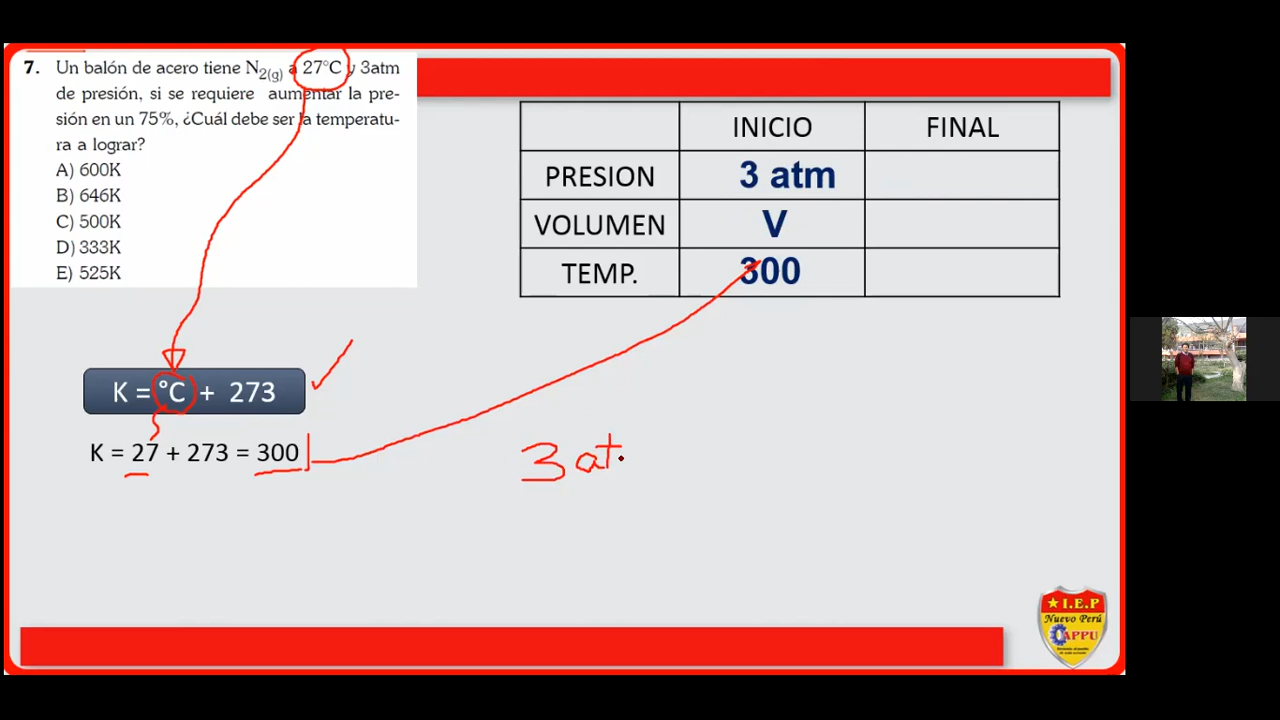 7. Un balón de acero tiene N2(g) a 27°C y 3atm
de presión, si se requiere aumentar la pre-
sión en un 75%, ¿Cuál debe ser la temperatu-
ra a lograr?
A) 600K
B) 646K
C) 500K
D) 333K
E) 525K
INICIO FINAL
PRESION 3 atm
VOLUMEN V
TEMP. 300
K = °C + 273
K = 27 + 273 = 300
3 at
I.E.P
Nuevo Perú
APPU